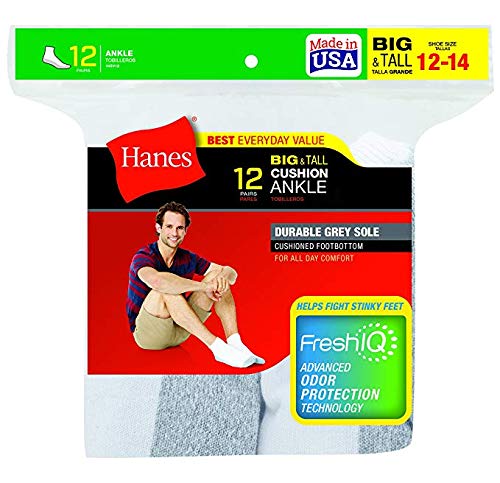 12
PAIRS
ANKLE
TOBILLEROS
Made in
USA
BIG
& TALL
TALLA GRANDE
SHOE SIZE
TALLAS
12-14
BEST EVERYDAY VALUE
Hanes
12
PAIRS
PARES
BIG & TALL
CUSHION
ANKLE
TOBILLEROS
DURABLE GREY SOLE
CUSHIONED FOOTBOTTOM
FOR ALL DAY COMFORT
HELPS FIGHT STINKY FEET
FreshIQ
ADVANCED
ODOR
PROTECTION
TECHNOLOGY